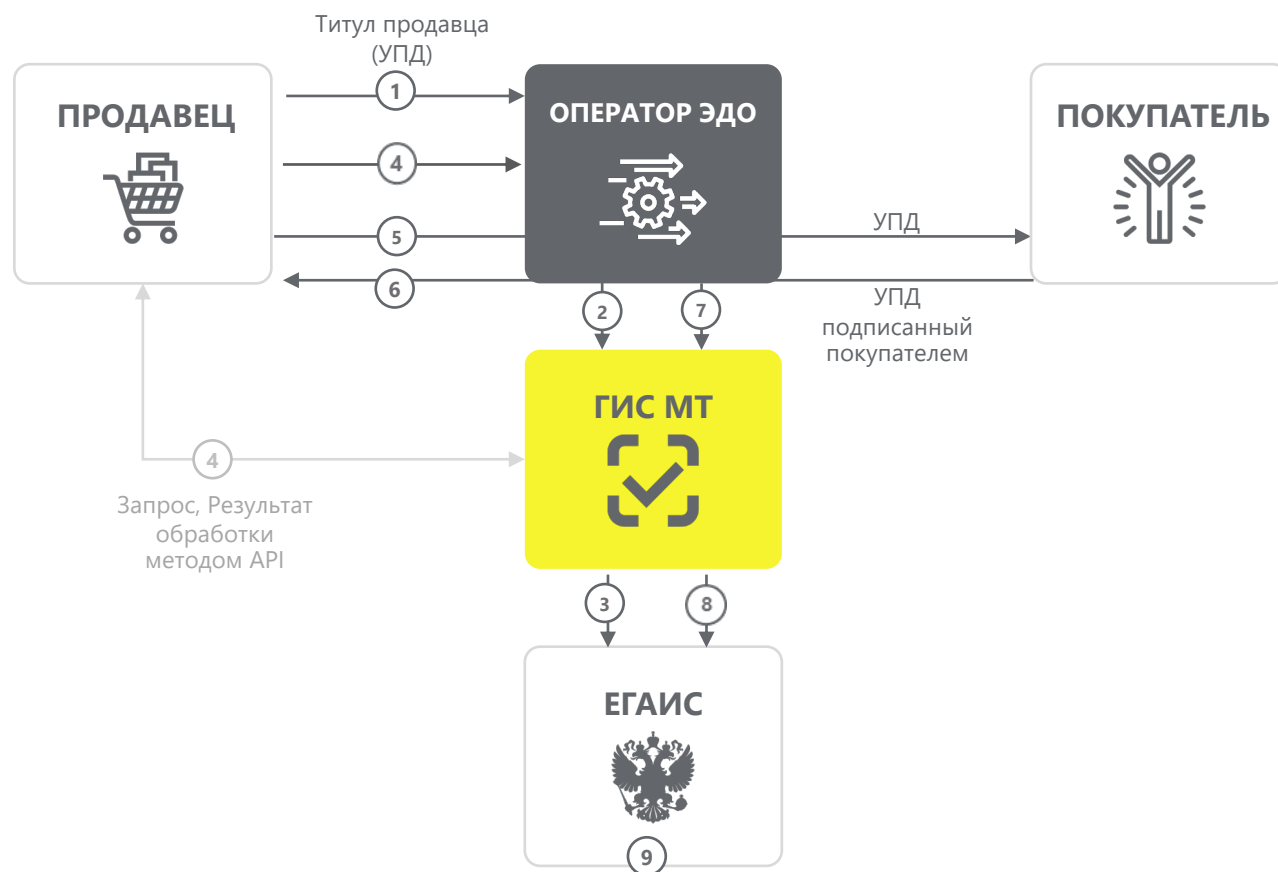 Титул продавца
(УПД)
ПРОДАВЕЦ
1
ОПЕРАТОР ЭДО
ПОКУПАТЕЛЬ
4
5
УПД
6
УПД
подписанный
покупателем
2
7
ГИС МТ
4
Запрос, Результат
обработки
методом API
3
8
ЕГАИС
9